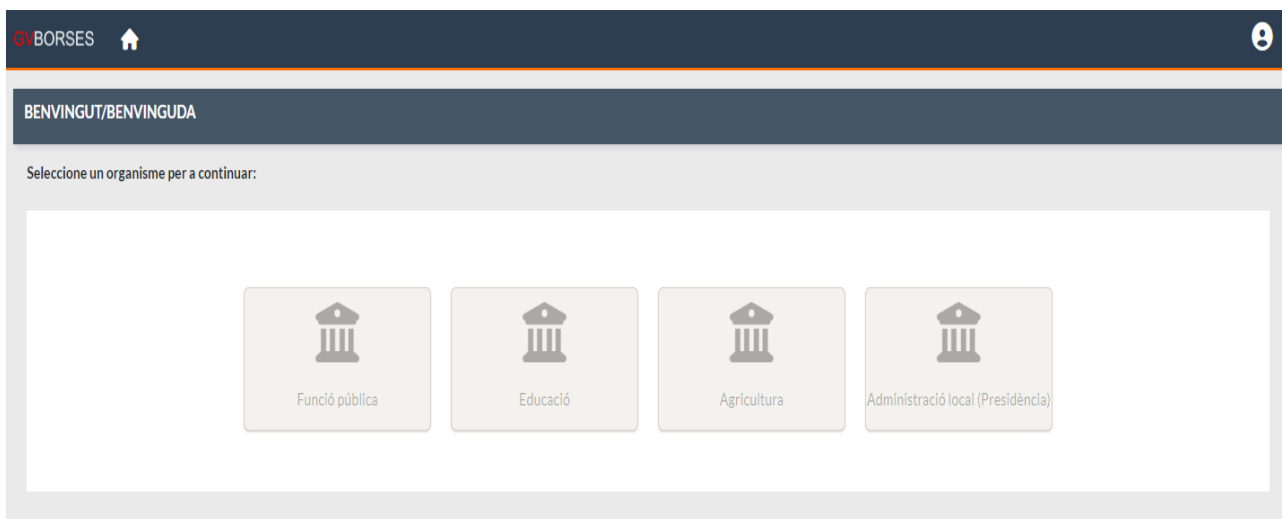 GVBORSES
BENVINGUT/BENVINGUDA
Seleccione un organisme per a continuar:
Funció pública
Educació
Agricultura
Administració local (Presidència)